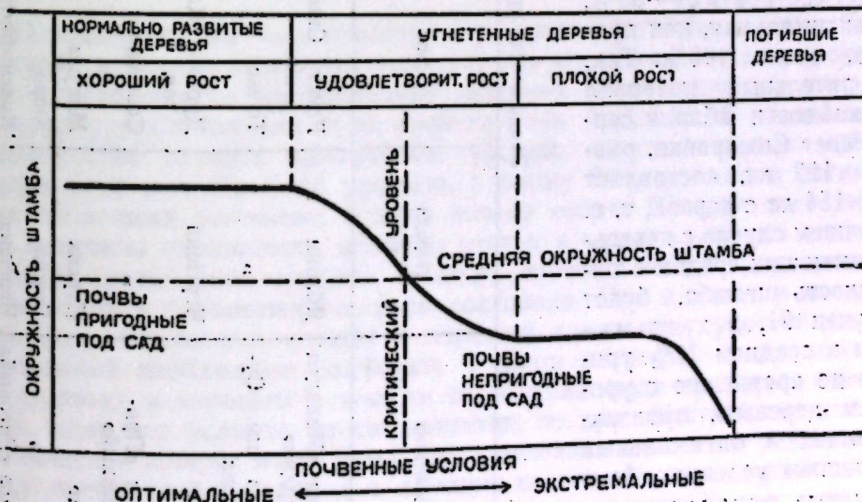 НОРМАЛЬНО РАЗВИТЫЕ
ДЕРЕВЬЯ
УГНЕТЕННЫЕ ДЕРЕВЬЯ
ПОГИБШИЕ
ДЕРЕВЬЯ
ХОРОШИЙ РОСТ
УДОВЛЕТВОРИТ. РОСТ
ПЛОХОЙ РОСТ
ОКРУЖНОСТЬ ШТАМБА
КРИТИЧЕСКИЙ УРОВЕНЬ
СРЕДНЯЯ ОКРУЖНОСТЬ ШТАМБА
ПОЧВЫ
ПРИГОДНЫЕ
ПОД САД
ПОЧВЫ
НЕПРИГОДНЫЕ
ПОД САД
ПОЧВЕННЫЕ УСЛОВИЯ
ОПТИМАЛЬНЫЕ
ЭКСТРЕМАЛЬНЫЕ